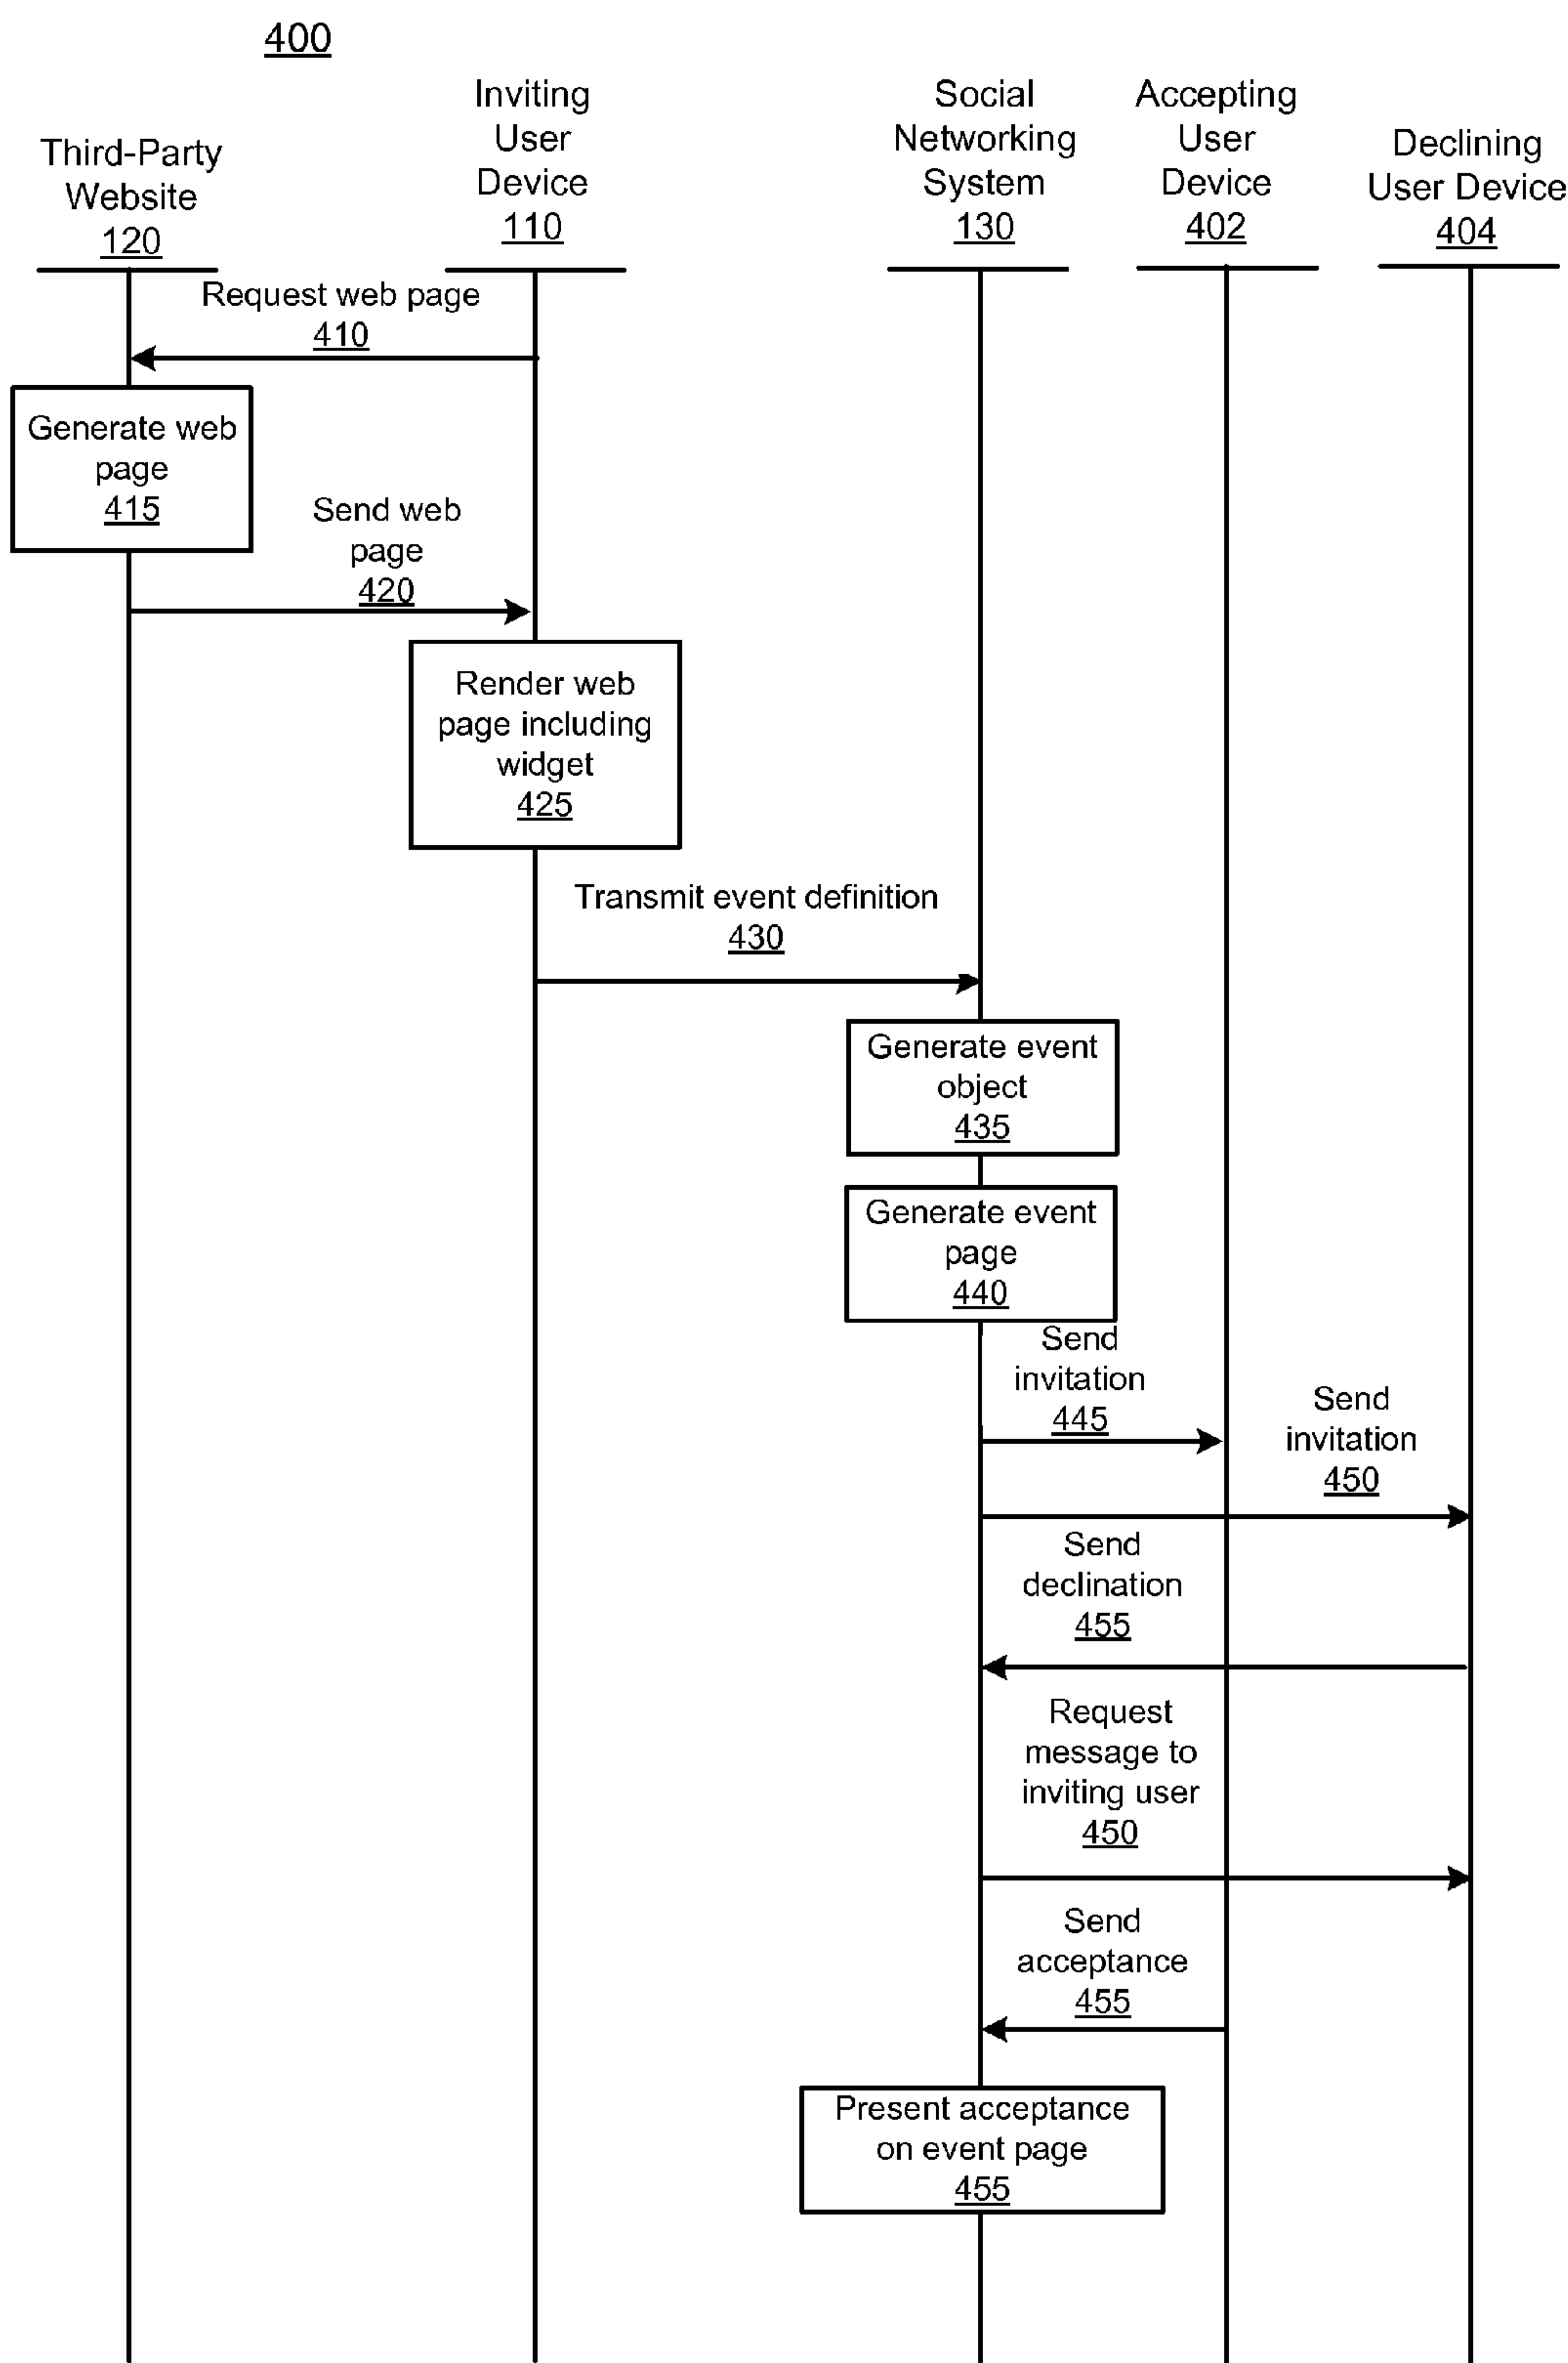 400
Third-Party
Website
120
Inviting
User
Device
110
Social
Networking
System
130
Accepting
User
Device
402
Declining
User Device
404
Request web page
410
Generate web
page
415
Send web
page
420
Render web
page including
widget
425
Transmit event definition
430
Generate event
object
435
Generate event
page
440
Send
invitation
445
Send
invitation
450
Send
declination
455
Request
message to
inviting user
450
Send
acceptance
455
Present acceptance
on event page
455